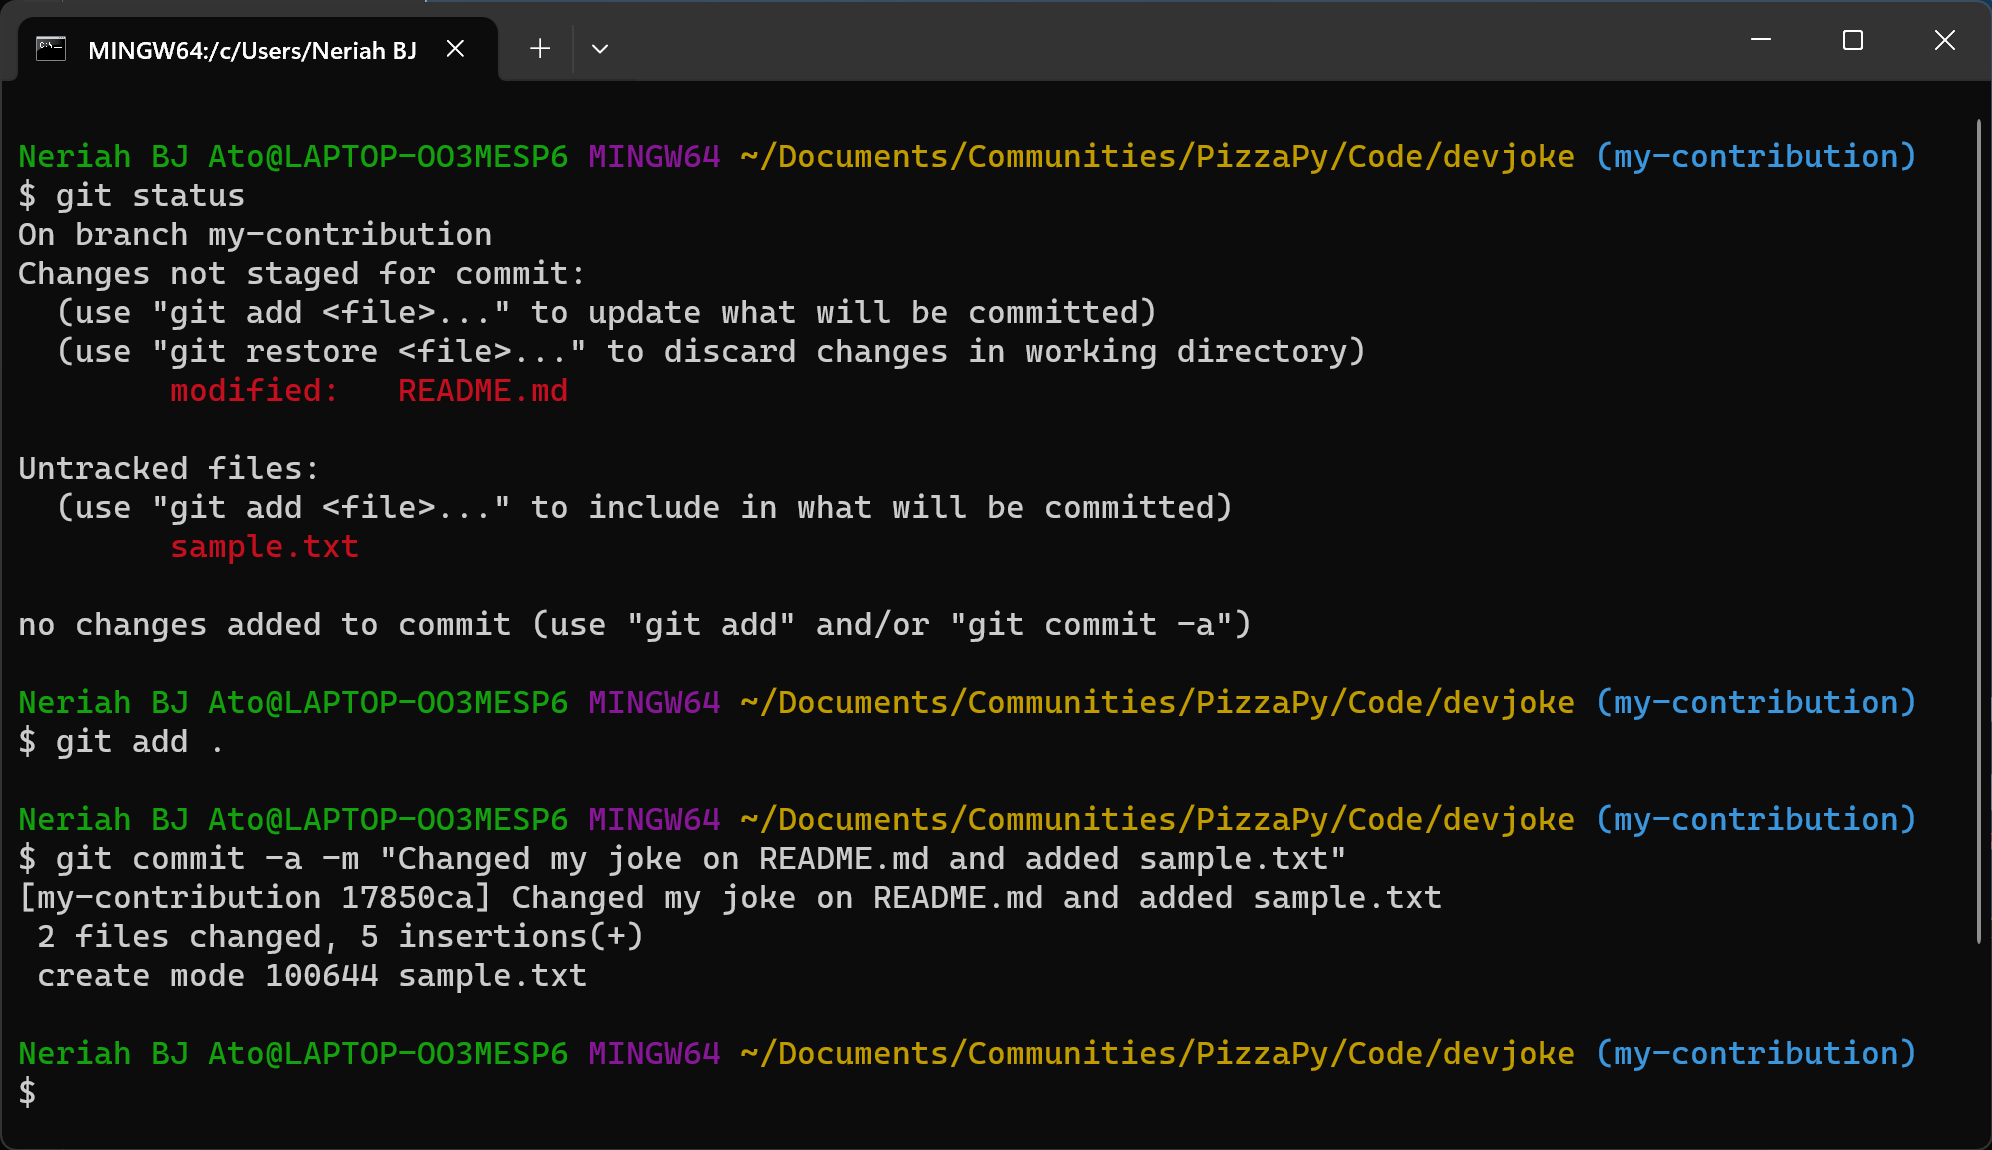 MINGW64:/c/Users/Neriah BJ
Neriah BJ Ato@LAPTOP-OO3MESP6 MINGW64 ~/Documents/Communities/PizzaPy/Code/devjoke (my-contribution)
$ git status
On branch my-contribution
Changes not staged for commit:
  (use "git add <file>..." to update what will be committed)
  (use "git restore <file>..." to discard changes in working directory)
        modified:   README.md
Untracked files:
  (use "git add <file>..." to include in what will be committed)
        sample.txt
no changes added to commit (use "git add" and/or "git commit -a")
Neriah BJ Ato@LAPTOP-OO3MESP6 MINGW64 ~/Documents/Communities/PizzaPy/Code/devjoke (my-contribution)
$ git add .
Neriah BJ Ato@LAPTOP-OO3MESP6 MINGW64 ~/Documents/Communities/PizzaPy/Code/devjoke (my-contribution)
$ git commit -a -m "Changed my joke on README.md and added sample.txt"
[my-contribution 17850ca] Changed my joke on README.md and added sample.txt
 2 files changed, 5 insertions(+)
 create mode 100644 sample.txt
Neriah BJ Ato@LAPTOP-OO3MESP6 MINGW64 ~/Documents/Communities/PizzaPy/Code/devjoke (my-contribution)
$